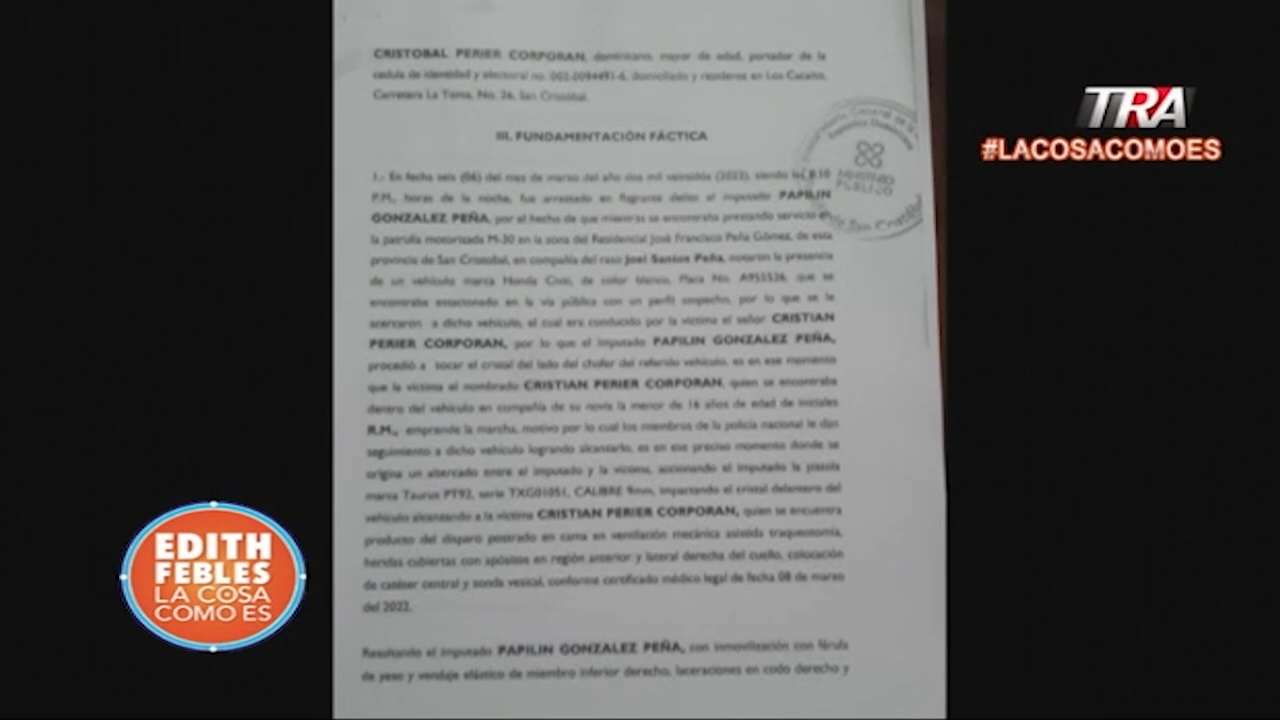 CRISTOBAL PERIER CORPORAN, dominicano, mayor de edad, portador de la
cedula de identidad y electoral no. domiciliado y residente en Los Cacaito,
Carretera La Toma, No. 26, San Cristobal.
III. FUNDAMENTACIÓN FÁCTICA
1.- En fecha seis (06) del mes de marzo del año dos mil veintidós (2022), siendo las 8:10
P.M., horas de la noche, fue arrestado en flagrante delito el imputado PAPILIN
GONZALEZ PEÑA, por el hecho de que mientras se encontraba prestando servicio en
la patrulla motorizada M-30 en la zona del Residencial José Francisco Peña Gómez, de esta
provincia de San Cristobal, en compañía del raso Joel Santos Peña, notaron la presencia
de un vehículo marca Honda Civic, de color blanco, Placa No. A955526, que se
encontraba estacionado en la vía pública con un perfil sospecho, por lo que se le
acercaron a dicho vehículo, el cual era conducido por la víctima el señor CRISTIAN
PERIER CORPORAN, por lo que el imputado PAPILIN GONZALEZ PEÑA,
procedió a tocar el cristal del lado del chofer del referido vehículo, es en ese momento
que la víctima el nombrado CRISTIAN PERIER CORPORAN, quien se encontraba
dentro del vehículo en compañía de su novia la menor de 16 años de edad de iniciales
R.M., emprende la marcha, motivo por lo cual los miembros de la policía nacional le dan
seguimiento a dicho vehículo logrando alcanzarlo, es en ese preciso momento donde se
origina un altercado entre el imputado y la víctima, accionando el imputado la pistola
marca Taurus PT92, serie TXG01051, CALIBRE 9mm, impactando el cristal delantero del
vehículo alcanzando a la víctima CRISTIAN PERIER CORPORAN, quien se encuentra
producto del disparo postrado en cama en ventilación mecánica asistida traqueotomía,
heridas cubiertas con apósitos en región anterior y lateral derecha del cuello, colocación
de catéter central y sonda vesical, conforme certificado médico legal de fecha 08 de marzo
del 2022.
Resultando el imputado PAPILIN GONZALEZ PEÑA, con inmovilización con férula
de yeso y vendaje elástico de miembro inferior derecho, laceraciones en codo derecho y
MINISTERIO
PÚBLICO
TRA
#LACOSACOMOES
EDITH
FEBLES
LA COSA
COMO ES